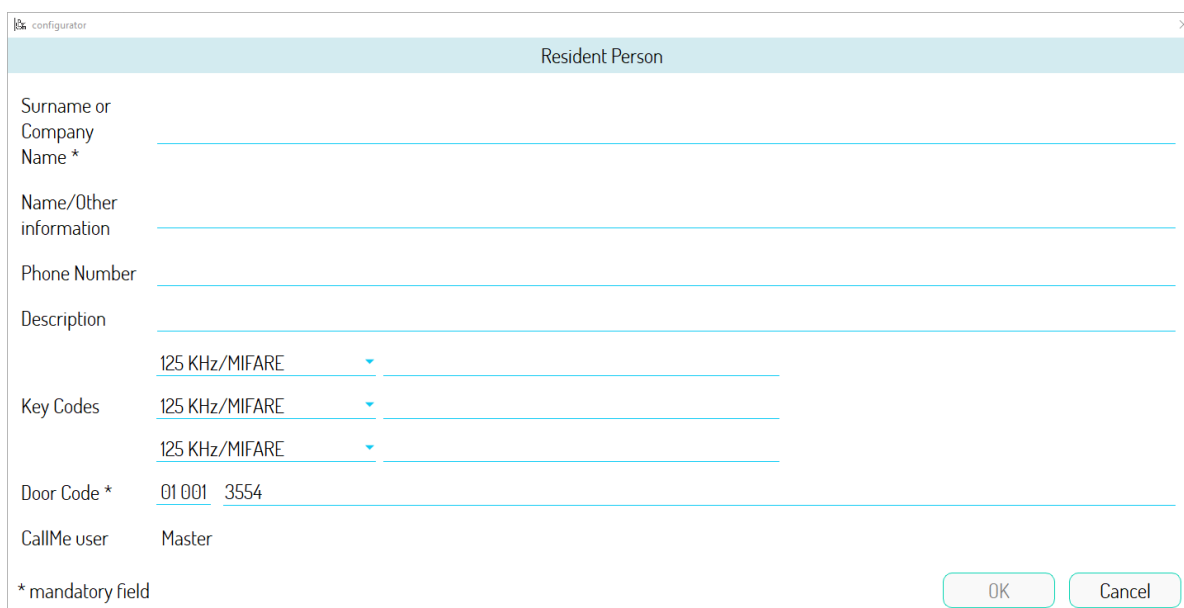 configurator
Resident Person
Surname or
Company
Name *
Name/Other
information
Phone Number
Description
125 KHz/MIFARE
Key Codes 125 KHz/MIFARE
125 KHz/MIFARE
Door Code * 01 001 3554
CallMe user Master
* mandatory field OK Cancel